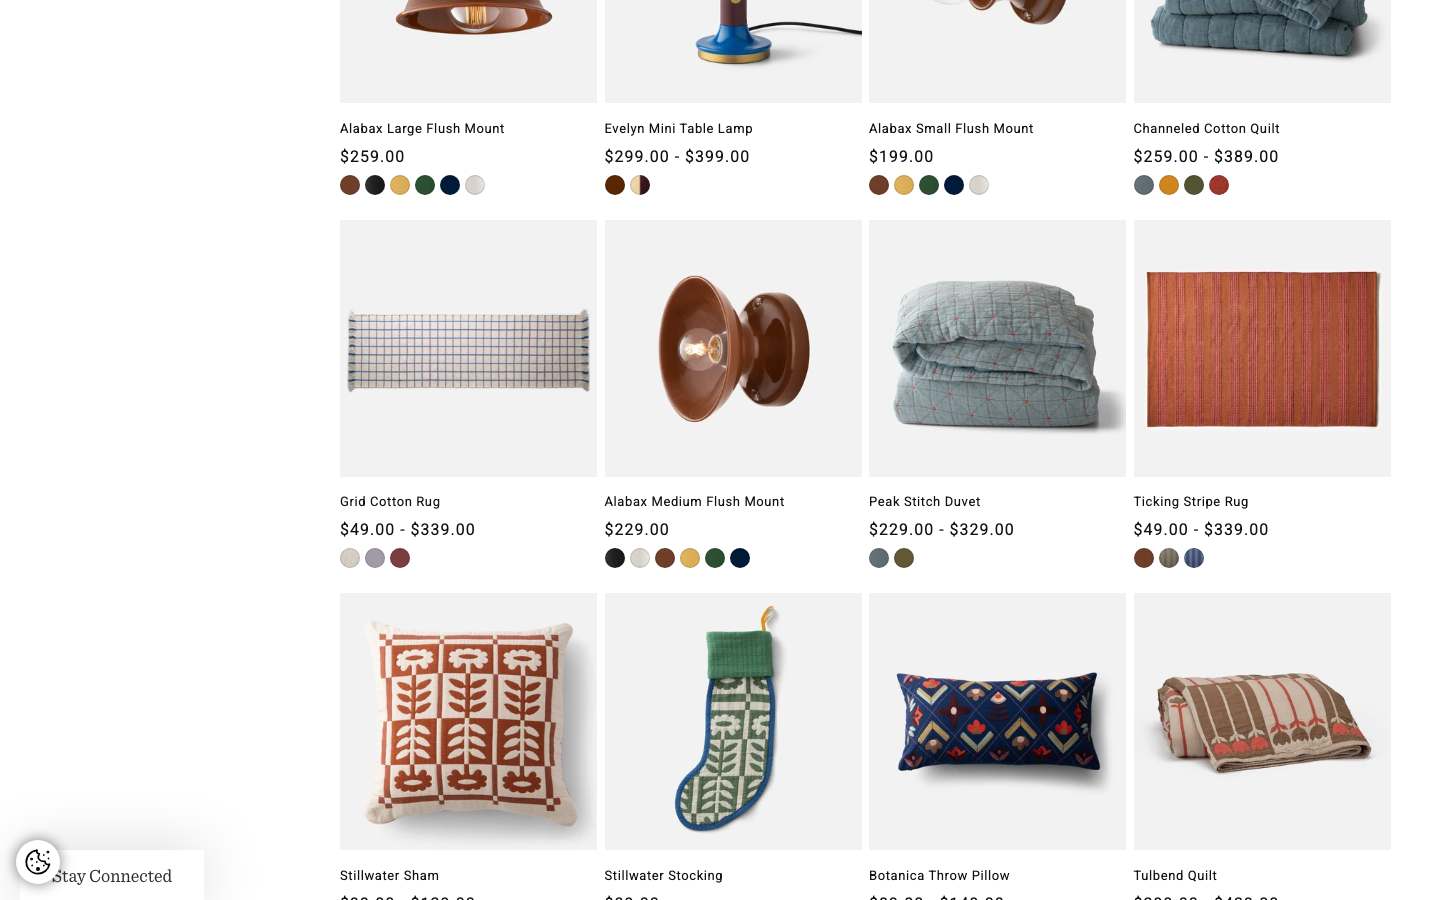 Alabax Large Flush Mount
$259.00
Evelyn Mini Table Lamp
$299.00 - $399.00
Alabax Small Flush Mount
$199.00
Channeled Cotton Quilt
$259.00 - $389.00
Grid Cotton Rug
$49.00 - $339.00
Alabax Medium Flush Mount
$229.00
Peak Stitch Duvet
$229.00 - $329.00
Ticking Stripe Rug
$49.00 - $339.00
Stillwater Sham
Stillwater Stocking
Botanica Throw Pillow
Tulbend Quilt
Stay Connected